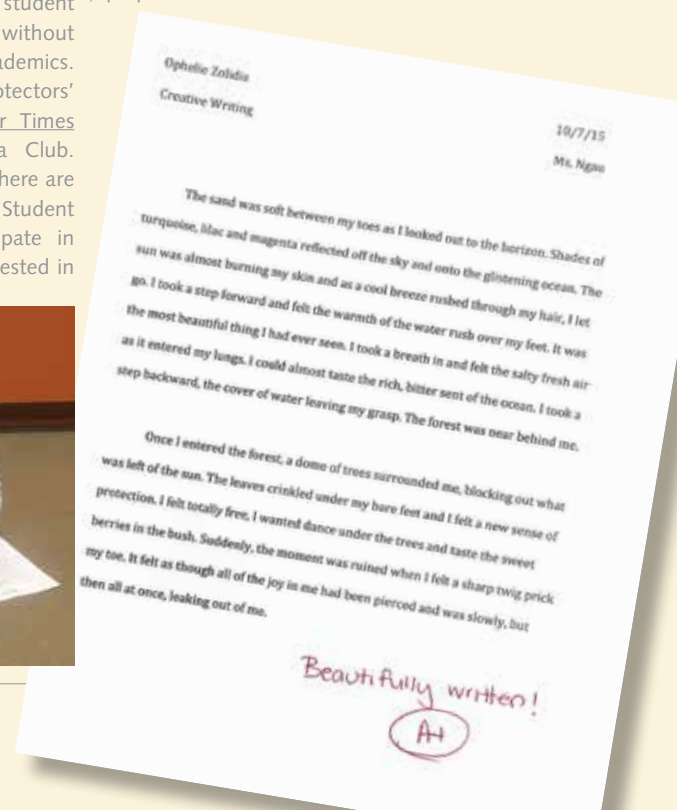 student
without
ademics.
otectors'
r Times
a Club.
here are
Student
pate in
ested in
Ophelie Zolidis
Creative Writing
10/7/15
Ms. Ngau
The sand was soft between my toes as I looked out to the horizon. Shades of
turquoise, lilac and magenta reflected off the sky and onto the glistening ocean. The
sun was almost burning my skin and as a cool breeze rushed through my hair, I let
go. I took a step forward and felt the warmth of the water rush over my feet. It was
the most beautiful thing I had ever seen. I took a breath in and felt the salty fresh air
as it entered my lungs. I could almost taste the rich, bitter sent of the ocean. I took a
step backward, the cover of water leaving my grasp. The forest was near behind me.
Once I entered the forest, a dome of trees surrounded me, blocking out what
was left of the sun. The leaves crinkled under my bare feet and I felt a new sense of
protection. I felt totally free, I wanted dance under the trees and taste the sweet
berries in the bush. Suddenly, the moment was ruined when I felt a sharp twig prick
my toe. It felt as though all of the joy in me had been pierced and was slowly, but
then all at once, leaking out of me.
Beautifully written!
A+